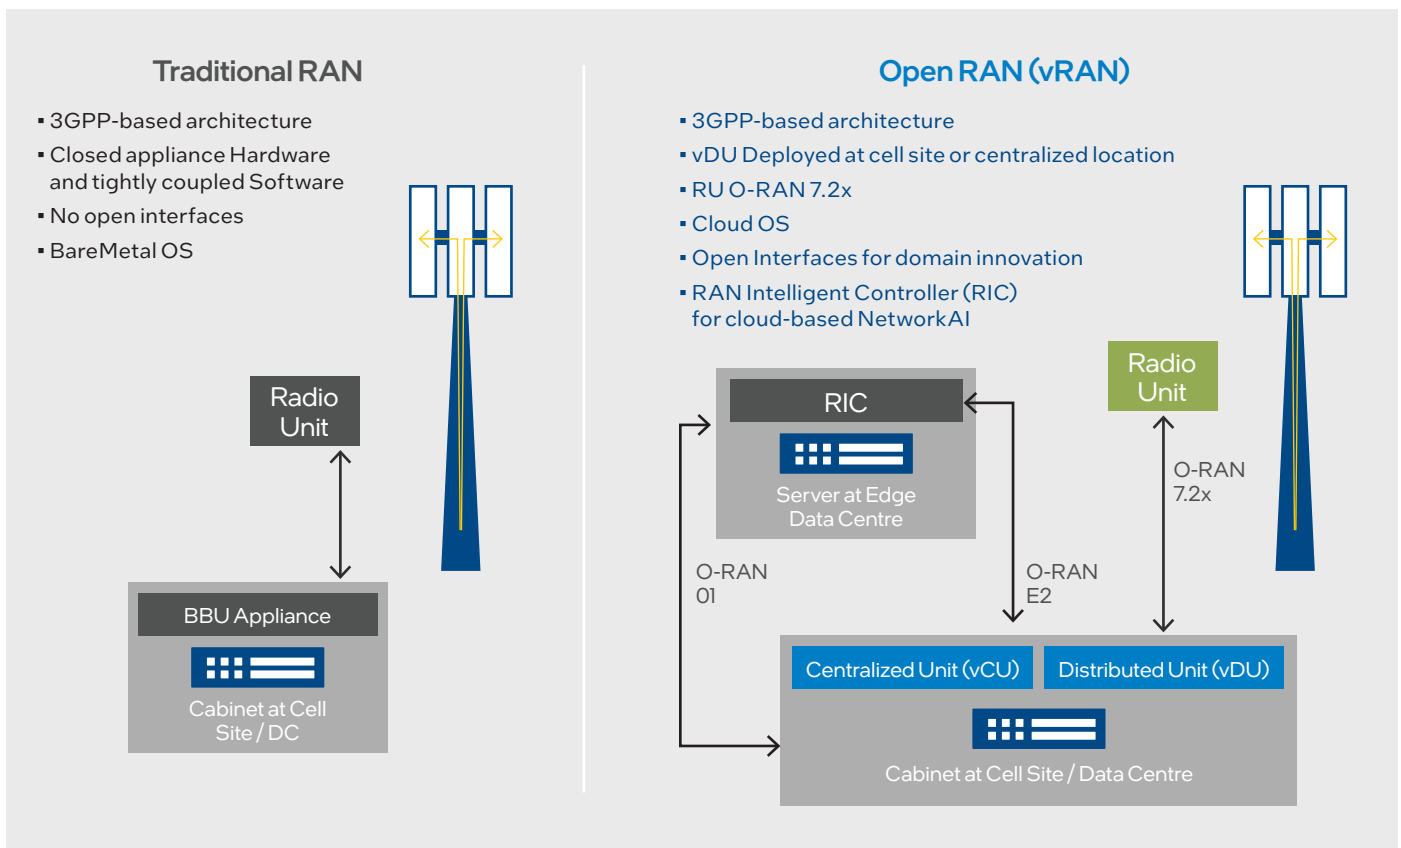 Traditional RAN
▪ 3GPP-based architecture
▪ Closed appliance Hardware
and tightly coupled Software
▪ No open interfaces
▪ BareMetal OS
Radio
Unit
BBU Appliance
Cabinet at Cell
Site / DC
Open RAN (vRAN)
▪ 3GPP-based architecture
▪ vDU Deployed at cell site or centralized location
▪ RU O-RAN 7.2x
▪ Cloud OS
▪ Open Interfaces for domain innovation
▪ RAN Intelligent Controller (RIC)
for cloud-based NetworkAI
RIC
Server at Edge
Data Centre
Radio
Unit
O-RAN
7.2x
O-RAN
01
O-RAN
E2
Centralized Unit (vCU)
Distributed Unit (vDU)
Cabinet at Cell Site / Data Centre